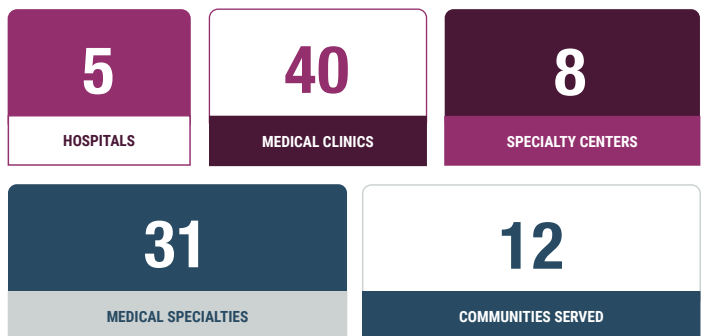 5
HOSPITALS
40
MEDICAL CLINICS
8
SPECIALTY CENTERS
31
MEDICAL SPECIALTIES
12
COMMUNITIES SERVED